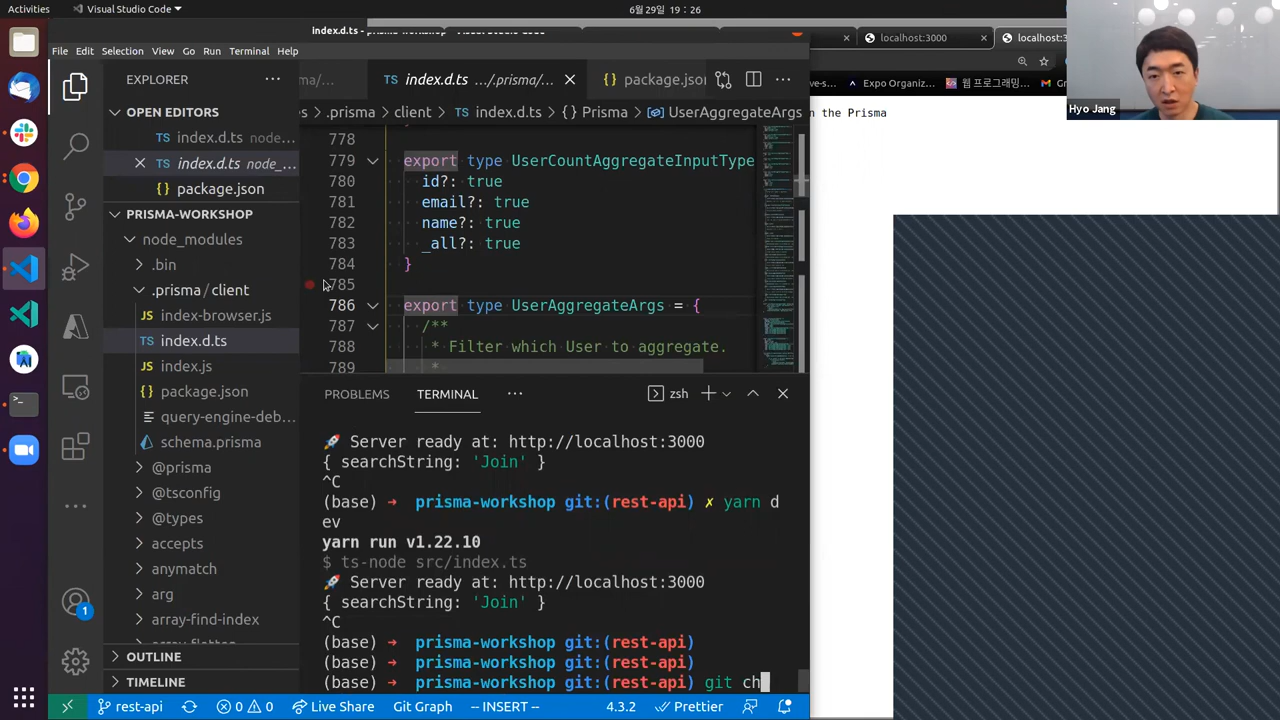 Activities
Visual Studio Code
6월29일 19:26
index.d.ts - prisma-workshop - Visual Studio Code
File Edit Selection View Go Run Terminal Help
localhost:3000
EXPLORER
OPEN EDITORS
index.d.ts node_...
index.d.ts node_...
package.json
PRISMA-WORKSHOP
node_modules
.bin
.prisma / client
index-browser.js
index.d.ts
index.js
package.json
query-engine-deb...
schema.prisma
@prisma
@tsconfig
@types
accepts
anymatch
arg
array-find-index
OUTLINE
TIMELINE
index.d.ts .../.prisma/...
.prisma > client > index.d.ts > {} Prisma > UserAggregateArgs
778
779 export type UserCountAggregateInputType
780 id?: true
781 email?: true
782 name?: true
783 _all?: true
784 }
785
786 export type UserAggregateArgs = {
787 /**
788 * Filter which User to aggregate.
789 *
PROBLEMS TERMINAL ...
zsh
🚀 Server ready at: http://localhost:3000
{ searchString: 'Join' }
^C
(base) → prisma-workshop git:(rest-api) ✗ yarn d
ev
yarn run v1.22.10
$ ts-node src/index.ts
🚀 Server ready at: http://localhost:3000
{ searchString: 'Join' }
^C
(base) → prisma-workshop git:(rest-api)
(base) → prisma-workshop git:(rest-api)
(base) → prisma-workshop git:(rest-api) git ch
rest-api 0 0 Live Share Git Graph -- INSERT -- 4.3.2 Prettier
1
Expo Organiz...
웹 프로그래밍...
the Prisma
Hyo Jang